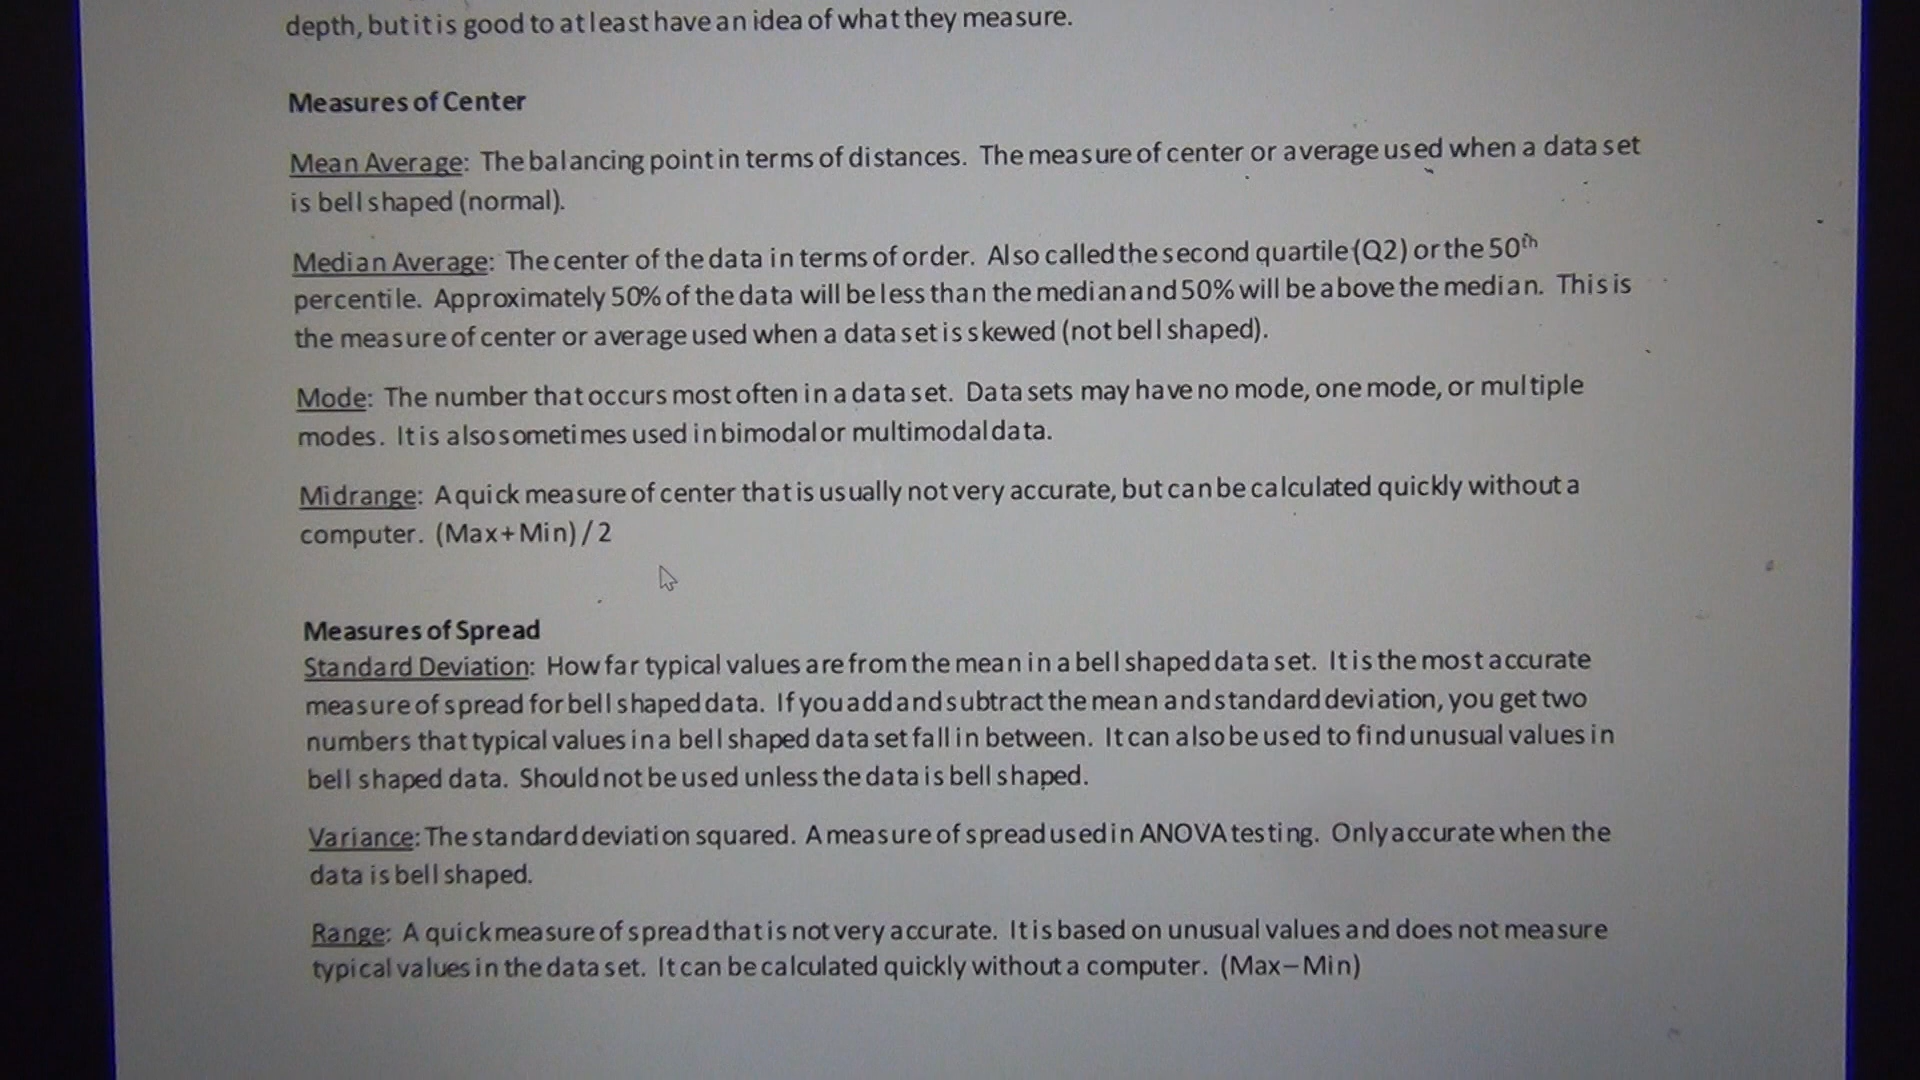 depth, but it is good to at least have an idea of what they measure.
Measures of Center
Mean Average: The balancing point in terms of distances. The measure of center or average used when a data set
is bell shaped (normal).
Median Average: The center of the data in terms of order. Also called the second quartile (Q2) or the 50th
percentile. Approximately 50% of the data will be less than the median and 50% will be above the median. This is
the measure of center or average used when a data set is skewed (not bell shaped).
Mode: The number that occurs most often in a data set. Data sets may have no mode, one mode, or multiple
modes. It is also sometimes used in bimodal or multimodal data.
Midrange: A quick measure of center that is usually not very accurate, but can be calculated quickly without a
computer. (Max+Min)/2
Measures of Spread
Standard Deviation: How far typical values are from the mean in a bell shaped data set. It is the most accurate
measure of spread for bell shaped data. If you add and subtract the mean and standard deviation, you get two
numbers that typical values in a bell shaped data set fall in between. It can also be used to find unusual values in
bell shaped data. Should not be used unless the data is bell shaped.
Variance: The standard deviation squared. A measure of spread used in ANOVA testing. Only accurate when the
data is bell shaped.
Range: A quick measure of spread that is not very accurate. It is based on unusual values and does not measure
typical values in the data set. It can be calculated quickly without a computer. (Max–Min)